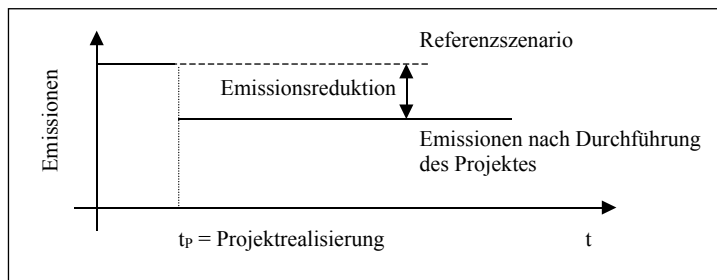 Referenzszenario
Emissionen
Emissionsreduktion
Emissionen nach Durchführung
des Projektes
tP = Projektrealisierung
t